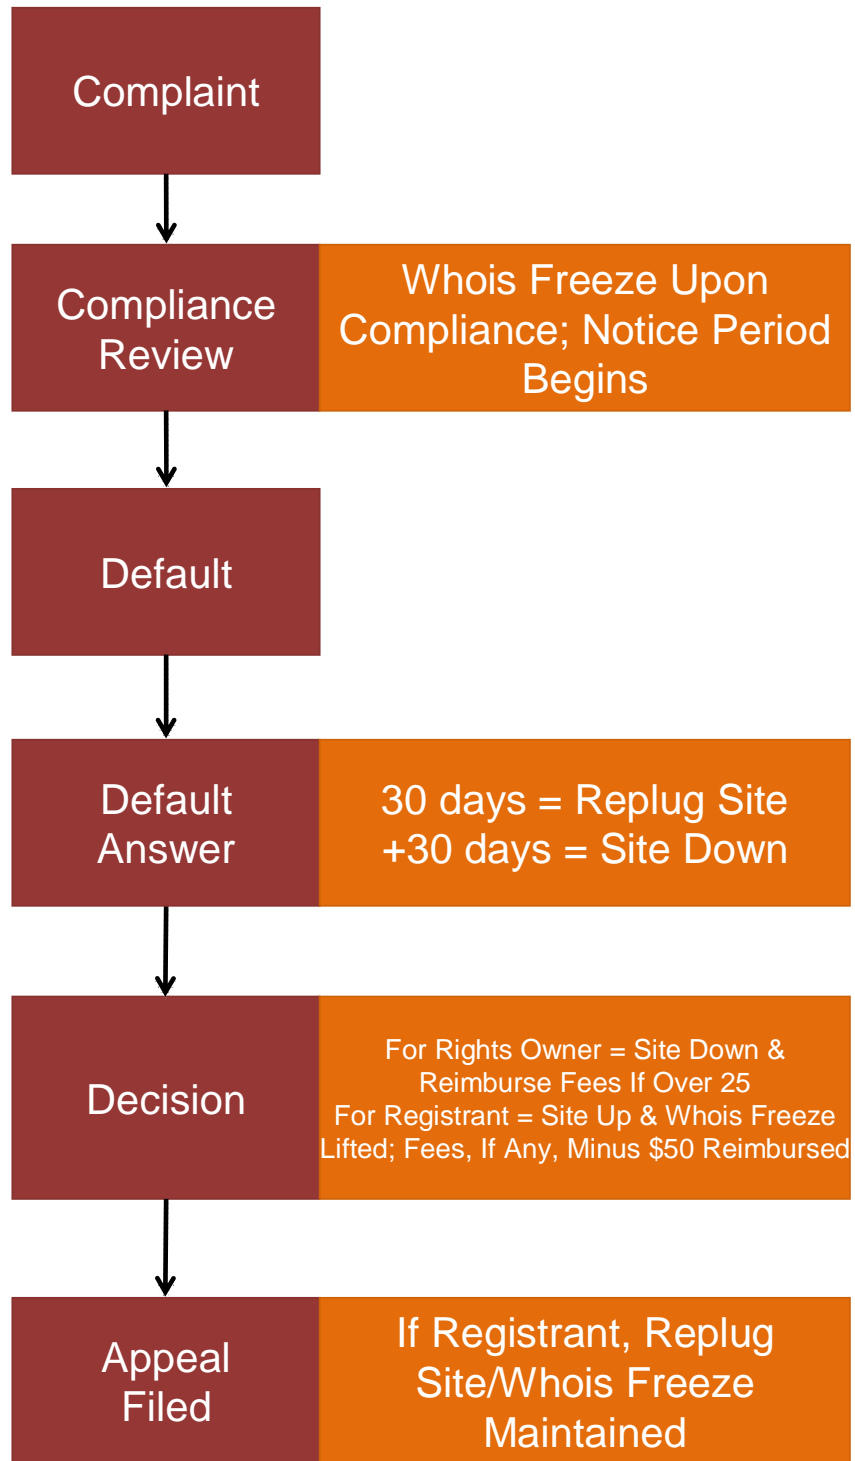 Complaint
Compliance
Review
Whois Freeze Upon
Compliance; Notice Period
Begins
Default
Default
Answer
30 days = Replug Site
+30 days = Site Down
Decision
For Rights Owner = Site Down &
Reimburse Fees If Over 25
For Registrant = Site Up & Whois Freeze
Lifted; Fees, If Any, Minus $50 Reimbursed
Appeal
Filed
If Registrant, Replug
Site/Whois Freeze
Maintained